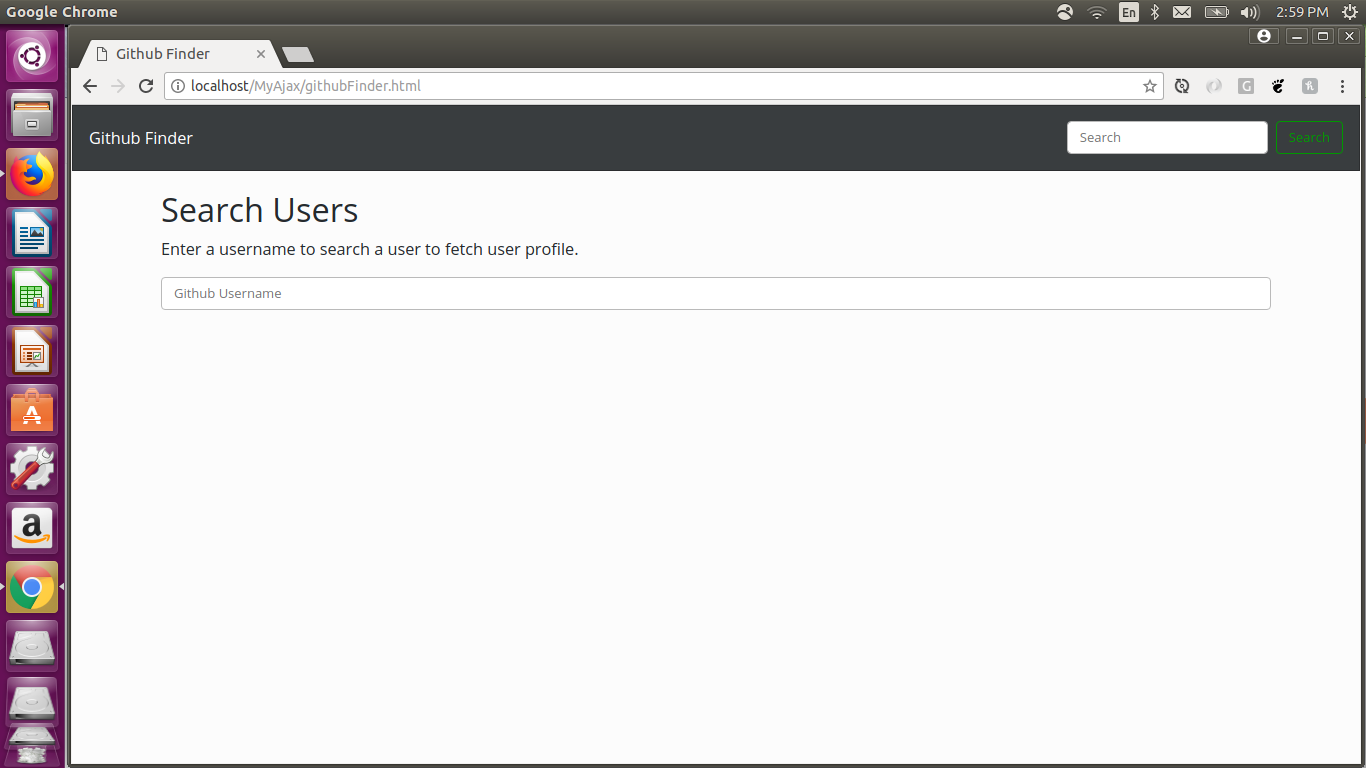 Google Chrome
En
2:59 PM
Github Finder
localhost/MyAjax/githubFinder.html
G
Github Finder
Search
Search
Search Users
Enter a username to search a user to fetch user profile.
Github Username
A
a